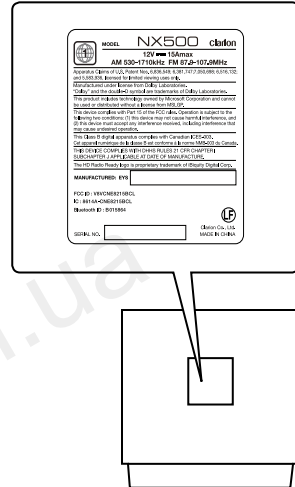 MODEL NX500 clarion
12V ⎓ 15Amax
AM 530-1710kHz FM 87.9-107.9MHz
Apparatus Claims of U.S. Patent Nos. 6,836,549; 6,381,747; 7,050,698; 6,516,132;
and 5,583,936, licensed for limited viewing uses only.
Manufactured under license from Dolby Laboratories.
"Dolby" and the double-D symbol are trademarks of Dolby Laboratories.
This product includes technology owned by Microsoft Corporation and cannot
be used or distributed without a license from MSLGP.
This device complies with Part 15 of the FCC rules. Operation is subject to the
following two conditions: (1) this device may not cause harmful interference, and
(2) this device must accept any interference received, including interference that
may cause undesired operation.
This Class B digital apparatus complies with Canadian ICES-003.
Cet appareil numérique de la classe B est conforme à la norme NMB-003 du Canada.
THIS DEVICE COMPLIES WITH DHHS RULES 21 CFR CHAPTER I
SUBCHAPTER J APPLICABLE AT DATE OF MANUFACTURE.
The HD Radio Ready logo is proprietary trademark of iBiquity Digital Corp.
MANUFACTURED: EYS
FCC ID : V8VCNE8215BCL
IC : 8614A-CNE8215BCL
Bluetooth ID : B015864
LF
Clarion Co., Ltd.
SERIAL NO. MADE IN CHINA